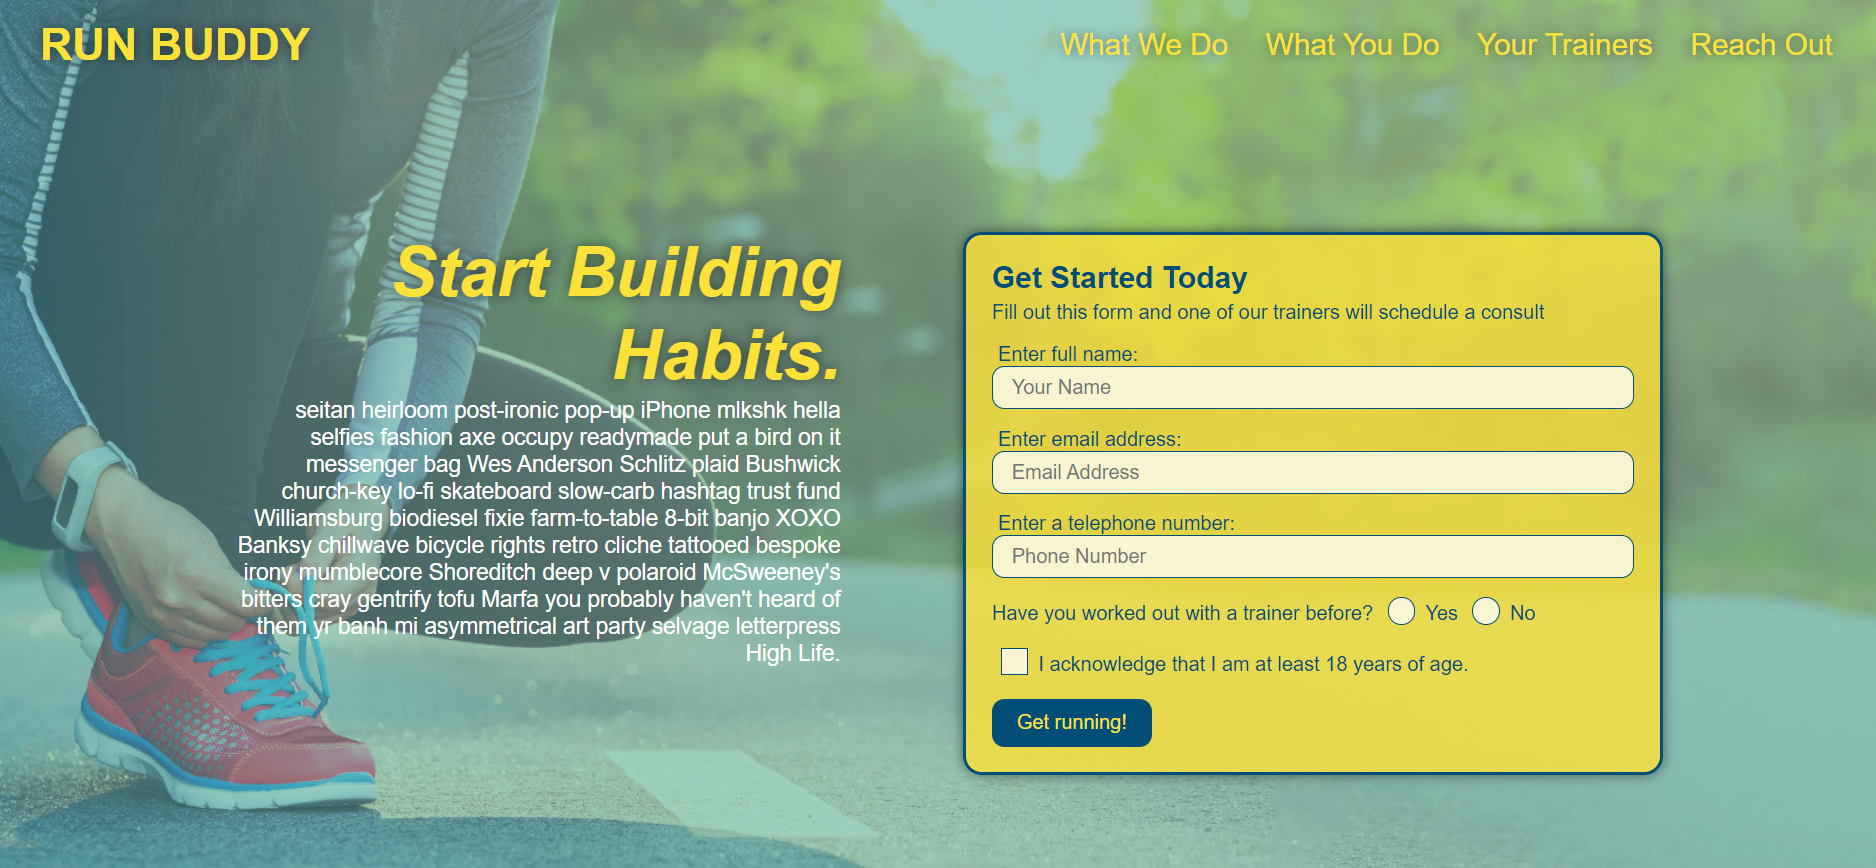 RUN BUDDY
What We Do What You Do Your Trainers Reach Out
Start Building
Habits.
seitan heirloom post-ironic pop-up iPhone mlkshk hella
selfies fashion axe occupy readymade put a bird on it
messenger bag Wes Anderson Schlitz plaid Bushwick
church-key lo-fi skateboard slow-carb hashtag trust fund
Williamsburg biodiesel fixie farm-to-table 8-bit banjo XOXO
Banksy chillwave bicycle rights retro cliche tattooed bespoke
irony mumblecore Shoreditch deep v polaroid McSweeney's
bitters cray gentrify tofu Marfa you probably haven't heard of
them yr banh mi asymmetrical art party selvage letterpress
High Life.
Get Started Today
Fill out this form and one of our trainers will schedule a consult
Enter full name:
Your Name
Enter email address:
Email Address
Enter a telephone number:
Phone Number
Have you worked out with a trainer before? Yes No
I acknowledge that I am at least 18 years of age.
Get running!